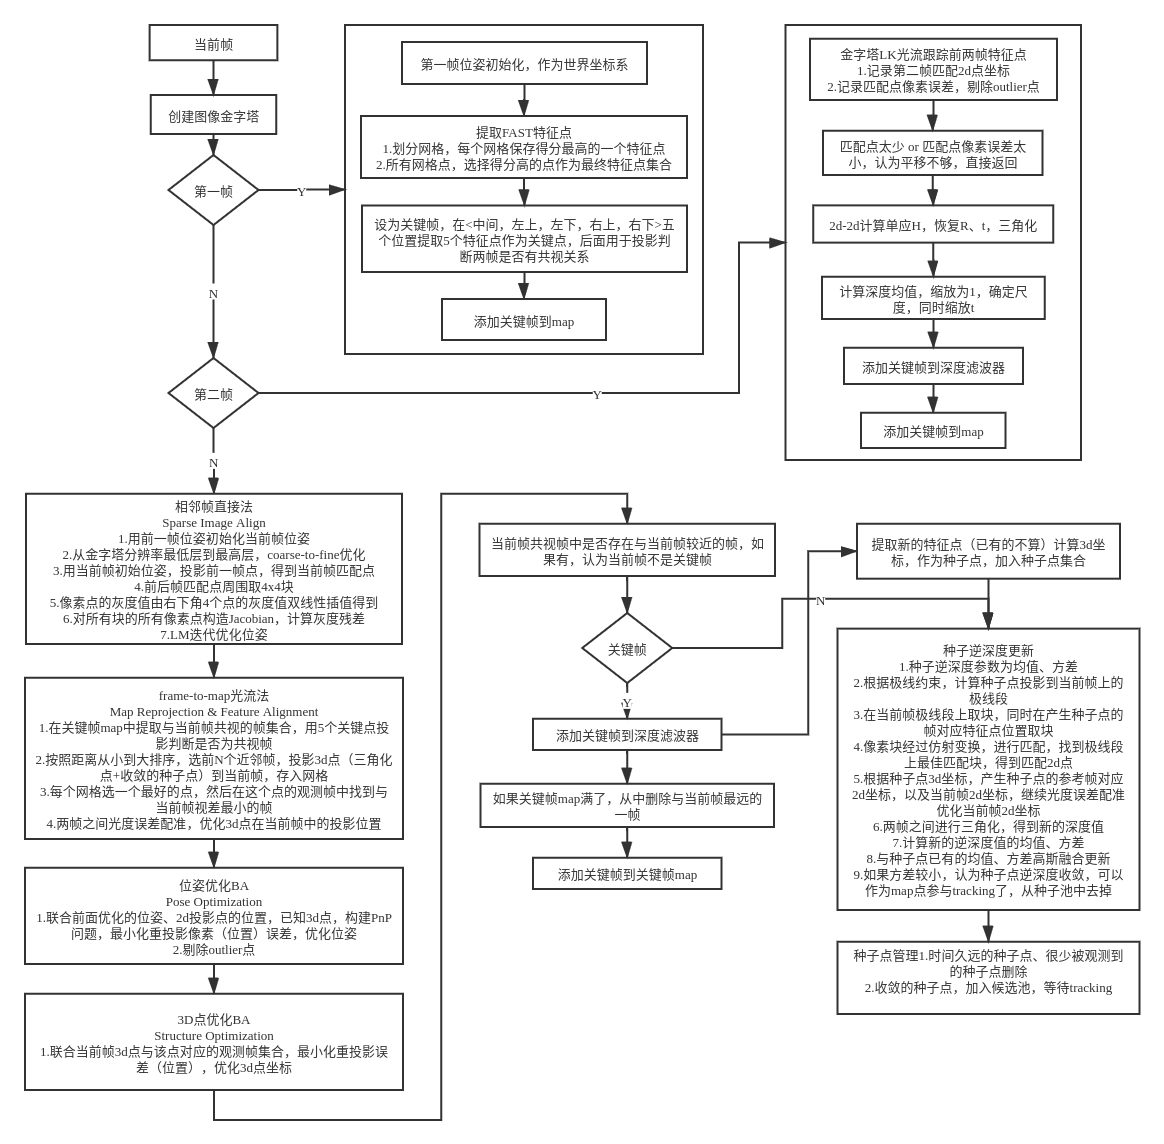 当前帧
创建图像金字塔
第一帧
Y
N
第二帧
Y
N
第一帧位姿初始化，作为世界坐标系
提取FAST特征点
1.划分网格，每个网格保存得分最高的一个特征点
2.所有网格点，选择得分高的点作为最终特征点集合
设为关键帧，在<中间，左上，左下，右上，右下>五
个位置提取5个特征点作为关键点，后面用于投影判
断两帧是否有共视关系
添加关键帧到map
金字塔LK光流跟踪前两帧特征点
1.记录第二帧匹配2d点坐标
2.记录匹配点像素误差，剔除outlier点
匹配点太少 or 匹配点像素误差太
小，认为平移不够，直接返回
2d-2d计算单应H，恢复R、t，三角化
计算深度均值，缩放为1，确定尺
度，同时缩放t
添加关键帧到深度滤波器
添加关键帧到map
相邻帧直接法
Sparse Image Align
1.用前一帧位姿初始化当前帧位姿
2.从金字塔分辨率最低层到最高层，coarse-to-fine优化
3.用当前帧初始位姿，投影前一帧点，得到当前帧匹配点
4.前后帧匹配点周围取4x4块
5.像素点的灰度值由右下角4个点的灰度值双线性插值得到
6.对所有块的所有像素点构造Jacobian，计算灰度残差
7.LM迭代优化位姿
frame-to-map光流法
Map Reprojection & Feature Alignment
1.在关键帧map中提取与当前帧共视的帧集合，用5个关键点投
影判断是否为共视帧
2.按照距离从小到大排序，选前N个近邻帧，投影3d点（三角化
点+收敛的种子点）到当前帧，存入网格
3.每个网格选一个最好的点，然后在这个点的观测帧中找到与
当前帧视差最小的帧
4.两帧之间光度误差配准，优化3d点在当前帧中的投影位置
位姿优化BA
Pose Optimization
1.联合前面优化的位姿、2d投影点的位置，已知3d点，构建PnP
问题，最小化重投影像素（位置）误差，优化位姿
2.剔除outlier点
3D点优化BA
Structure Optimization
1.联合当前帧3d点与该点对应的观测帧集合，最小化重投影误
差（位置），优化3d点坐标
当前帧共视帧中是否存在与当前帧较近的帧，如
果有，认为当前帧不是关键帧
关键帧
N
Y
添加关键帧到深度滤波器
如果关键帧map满了，从中删除与当前帧最远的
一帧
添加关键帧到关键帧map
提取新的特征点（已有的不算）计算3d坐
标，作为种子点，加入种子点集合
种子逆深度更新
1.种子逆深度参数为均值、方差
2.根据极线约束，计算种子点投影到当前帧上的
极线段
3.在当前帧极线段上取块，同时在产生种子点的
帧对应特征点位置取块
4.像素块经过仿射变换，进行匹配，找到极线段
上最佳匹配块，得到匹配2d点
5.根据种子点3d坐标，产生种子点的参考帧对应
2d坐标，以及当前帧2d坐标，继续光度误差配准
优化当前帧2d坐标
6.两帧之间进行三角化，得到新的深度值
7.计算新的逆深度值的均值、方差
8.与种子点已有的均值、方差高斯融合更新
9.如果方差较小，认为种子点逆深度收敛，可以
作为map点参与tracking了，从种子池中去掉
种子点管理1.时间久远的种子点、很少被观测到
的种子点删除
2.收敛的种子点，加入候选池，等待tracking